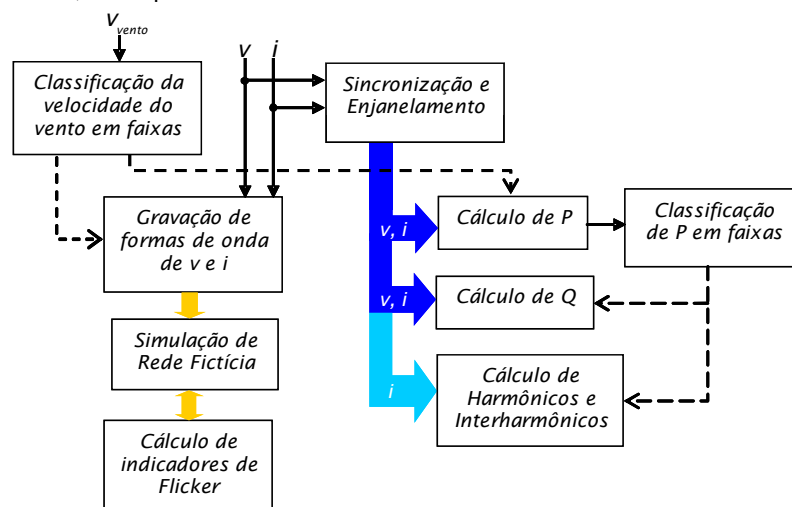 v vento
v
i
Classificação da
velocidade do
vento em faixas
Sincronização e
Enjanelamento
Gravação de
formas de onda
de v e i
v, i
Cálculo de P
Classificação
de P em faixas
v, i
Cálculo de Q
Simulação de
Rede Fictícia
i
Cálculo de
Harmônicos e
Interharmônicos
Cálculo de
indicadores de
Flicker